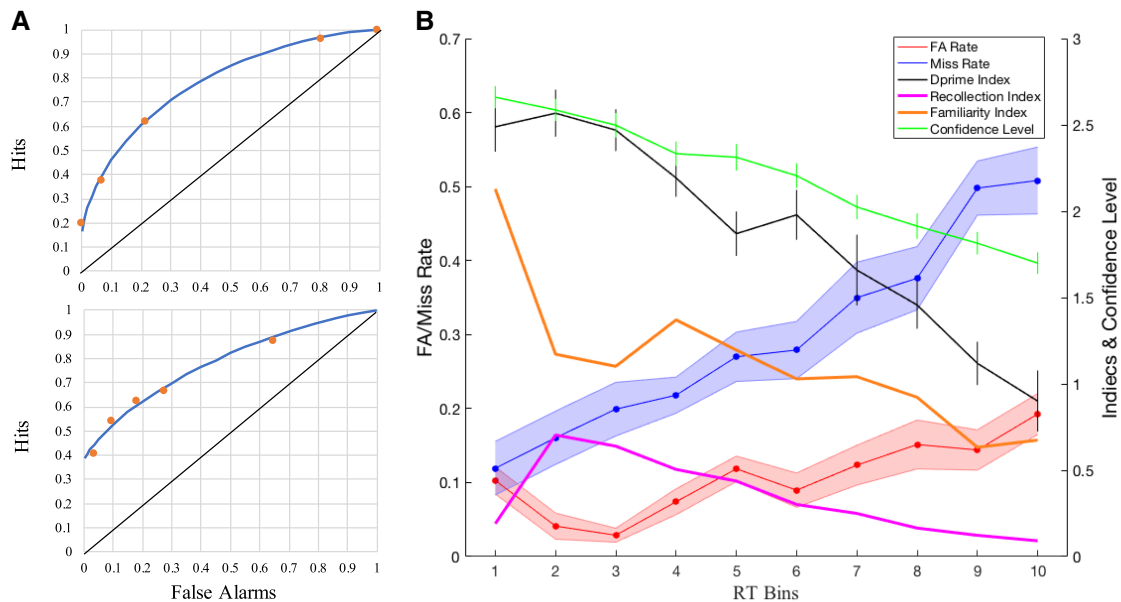 A
1
0.9
0.8
0.7
0.6
0.5
0.4
0.3
0.2
0.1
0
Hits
0 0.1 0.2 0.3 0.4 0.5 0.6 0.7 0.8 0.9 1
1
0.9
0.8
0.7
0.6
0.5
0.4
0.3
0.2
0.1
0
Hits
0 0.1 0.2 0.3 0.4 0.5 0.6 0.7 0.8 0.9 1
False Alarms
B
0.7
0.6
0.5
0.4
0.3
0.2
0.1
0
FA/Miss Rate
FA Rate
Miss Rate
Dprime Index
Recollection Index
Familiarity Index
Confidence Level
3
2.5
2
1.5
1
0.5
0
Indiecs & Confidence Level
1 2 3 4 5 6 7 8 9 10
RT Bins